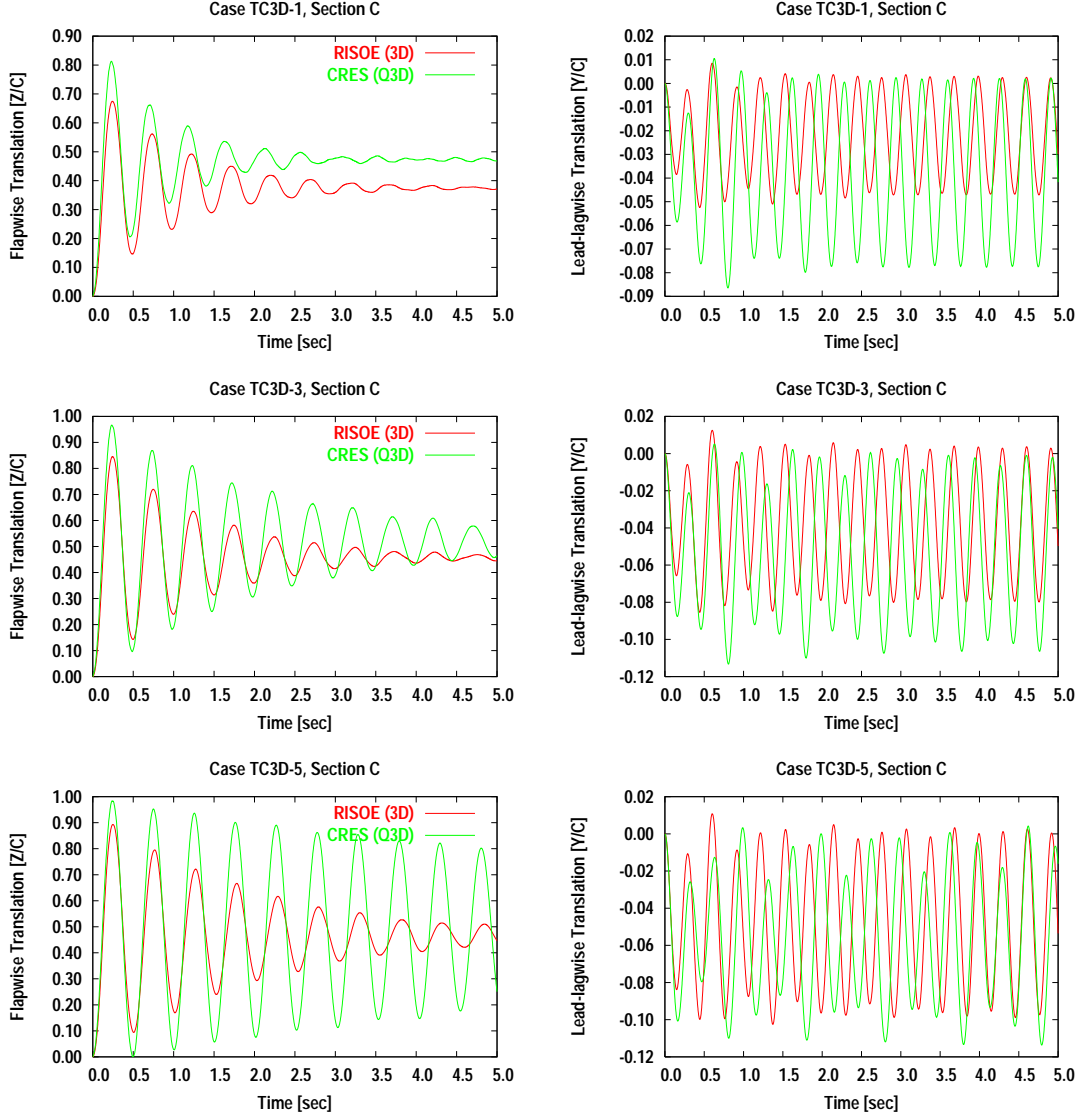 Case TC3D-1, Section C
Flapwise Translation [Z/C]
0.90
0.80
0.70
0.60
0.50
0.40
0.30
0.20
0.10
0.00
RISOE (3D)
CRES (Q3D)
0.0 0.5 1.0 1.5 2.0 2.5 3.0 3.5 4.0 4.5 5.0
Time [sec]
Case TC3D-1, Section C
Lead-lagwise Translation [Y/C]
0.02
0.01
0.00
-0.01
-0.02
-0.03
-0.04
-0.05
-0.06
-0.07
-0.08
-0.09
0.0 0.5 1.0 1.5 2.0 2.5 3.0 3.5 4.0 4.5 5.0
Time [sec]
Case TC3D-3, Section C
Flapwise Translation [Z/C]
1.00
0.90
0.80
0.70
0.60
0.50
0.40
0.30
0.20
0.10
0.00
RISOE (3D)
CRES (Q3D)
0.0 0.5 1.0 1.5 2.0 2.5 3.0 3.5 4.0 4.5 5.0
Time [sec]
Case TC3D-3, Section C
Lead-lagwise Translation [Y/C]
0.02
0.00
-0.02
-0.04
-0.06
-0.08
-0.10
-0.12
0.0 0.5 1.0 1.5 2.0 2.5 3.0 3.5 4.0 4.5 5.0
Time [sec]
Case TC3D-5, Section C
Flapwise Translation [Z/C]
1.00
0.90
0.80
0.70
0.60
0.50
0.40
0.30
0.20
0.10
0.00
RISOE (3D)
CRES (Q3D)
0.0 0.5 1.0 1.5 2.0 2.5 3.0 3.5 4.0 4.5 5.0
Time [sec]
Case TC3D-5, Section C
Lead-lagwise Translation [Y/C]
0.02
0.00
-0.02
-0.04
-0.06
-0.08
-0.10
-0.12
0.0 0.5 1.0 1.5 2.0 2.5 3.0 3.5 4.0 4.5 5.0
Time [sec]